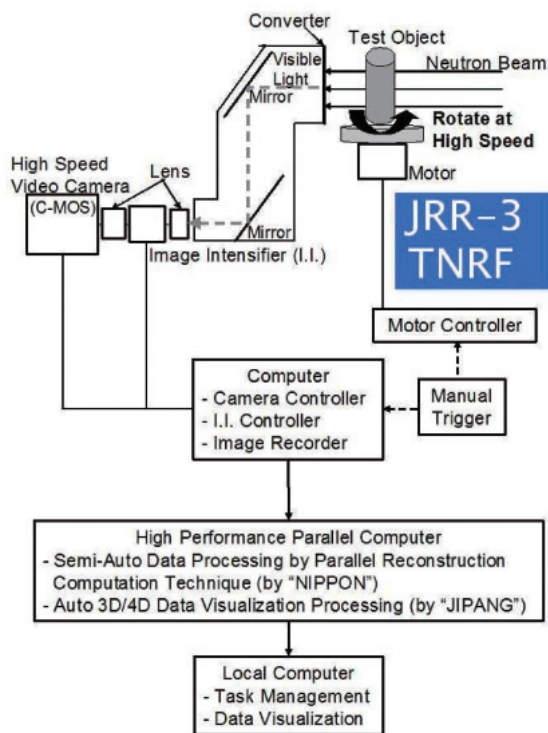 Converter
Test Object
Visible
Light
Neutron Beam
Mirror
Rotate at
High Speed
High Speed
Video Camera
(C-MOS)
Lens
Motor
Mirror
Image Intensifier (I.I.)
JRR-3
TNRF
Motor Controller
Computer
- Camera Controller
- I.I. Controller
- Image Recorder
Manual
Trigger
High Performance Parallel Computer
- Semi-Auto Data Processing by Parallel Reconstruction
Computation Technique (by “NIPPON”)
- Auto 3D/4D Data Visualization Processing (by “JIPANG”)
Local Computer
- Task Management
- Data Visualization